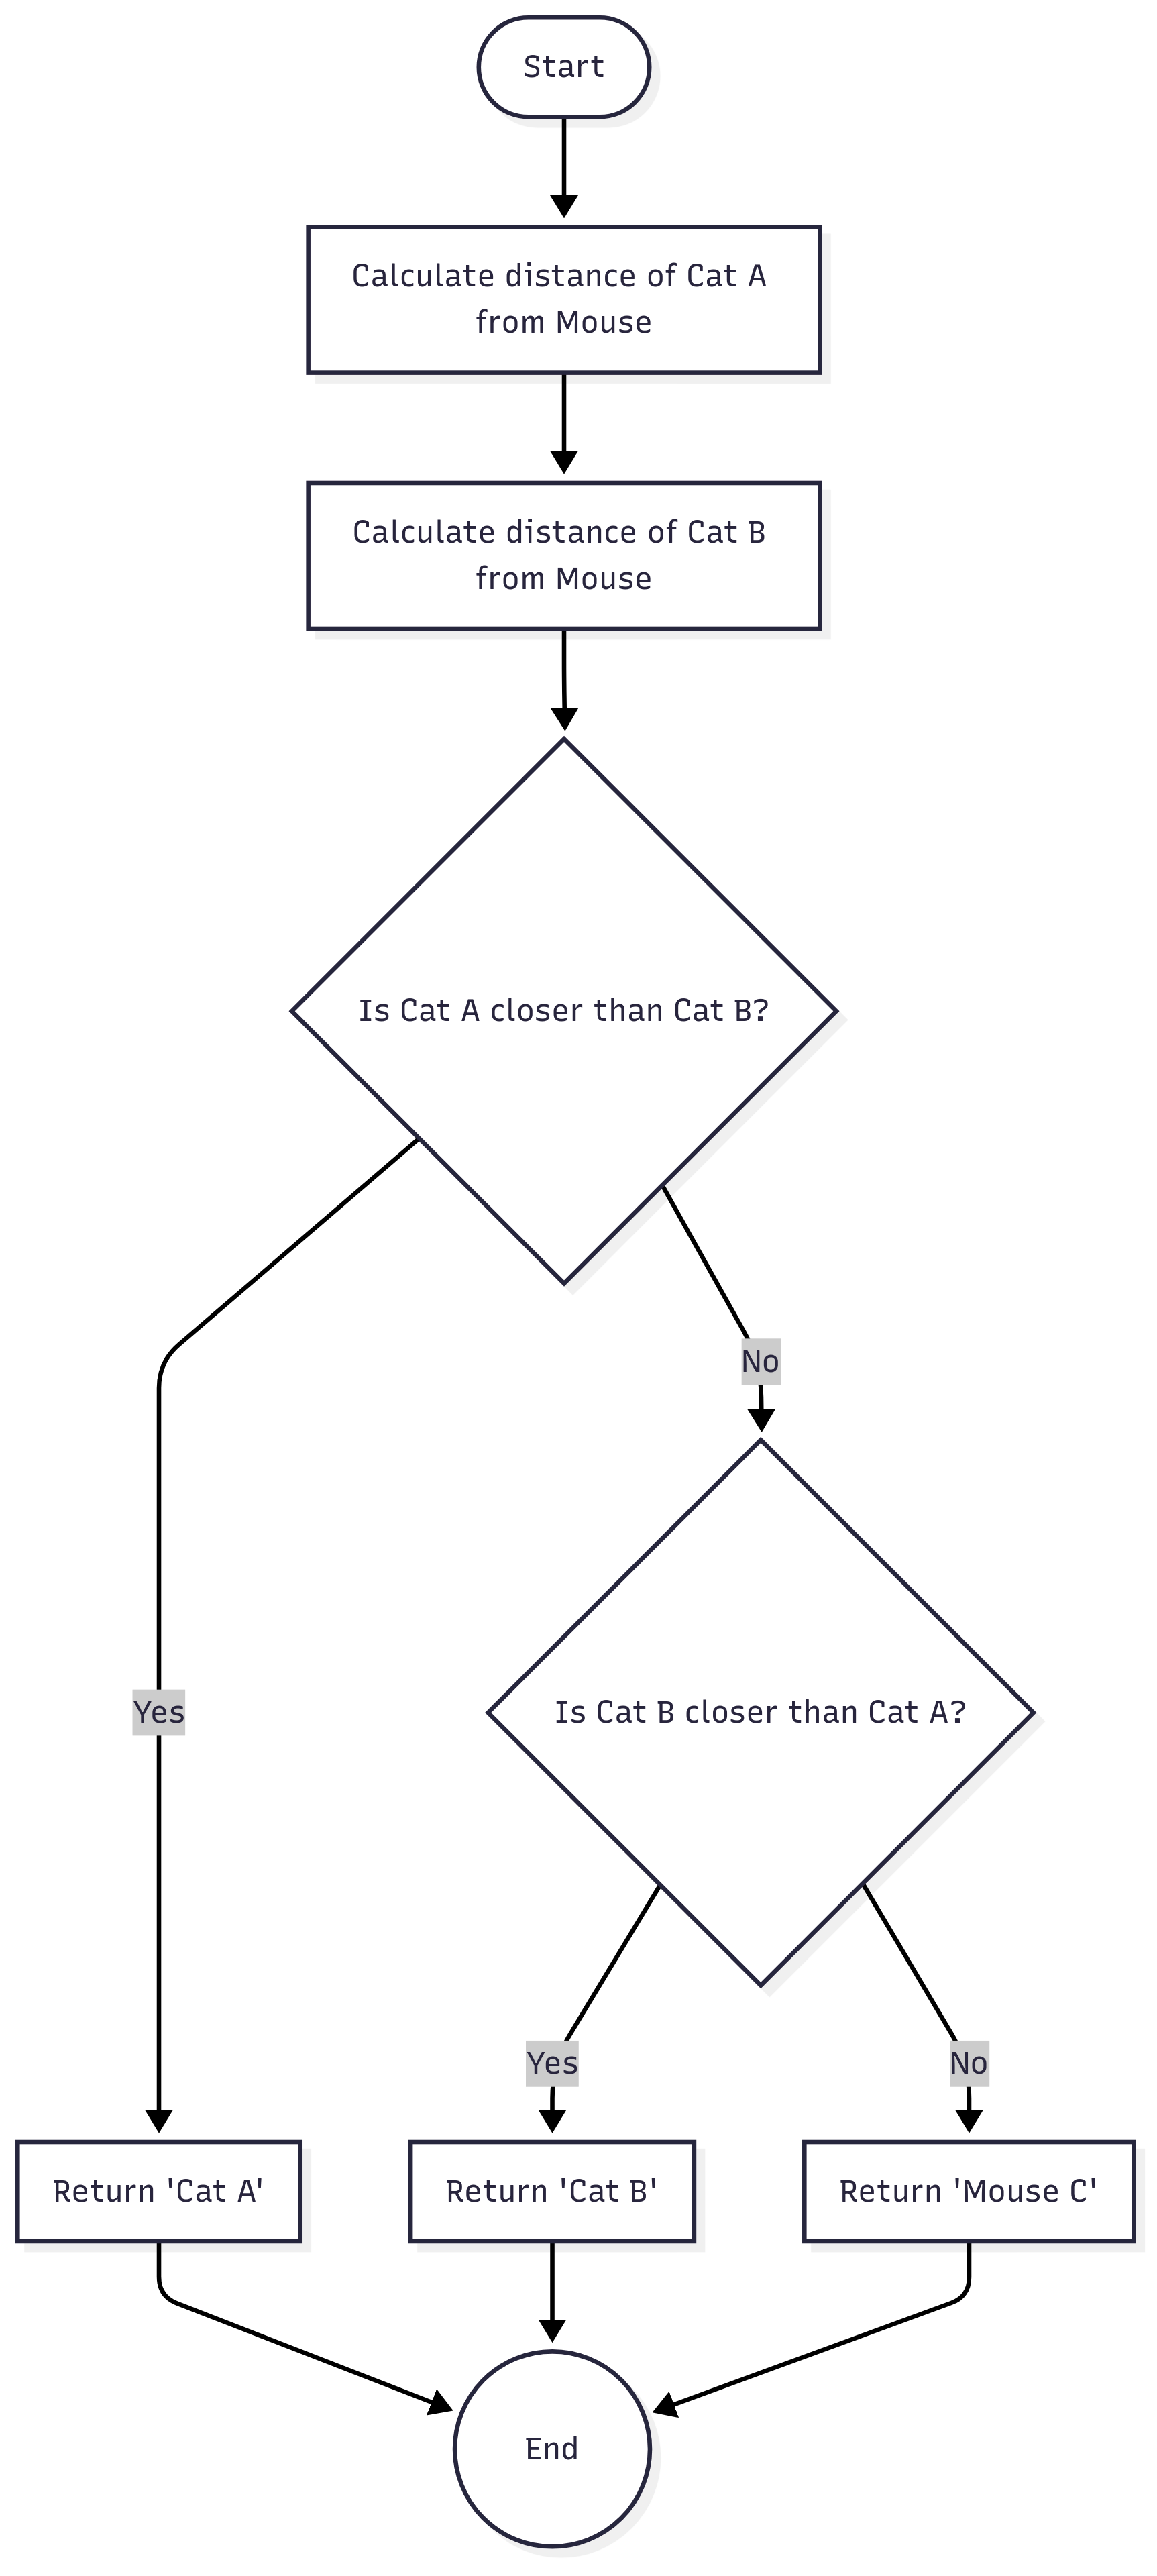 Start
Calculate distance of Cat A
from Mouse
Calculate distance of Cat B
from Mouse
Is Cat A closer than Cat B?
No
Is Cat B closer than Cat A?
Yes
Yes
No
Return 'Cat A'
Return 'Cat B'
Return 'Mouse C'
End